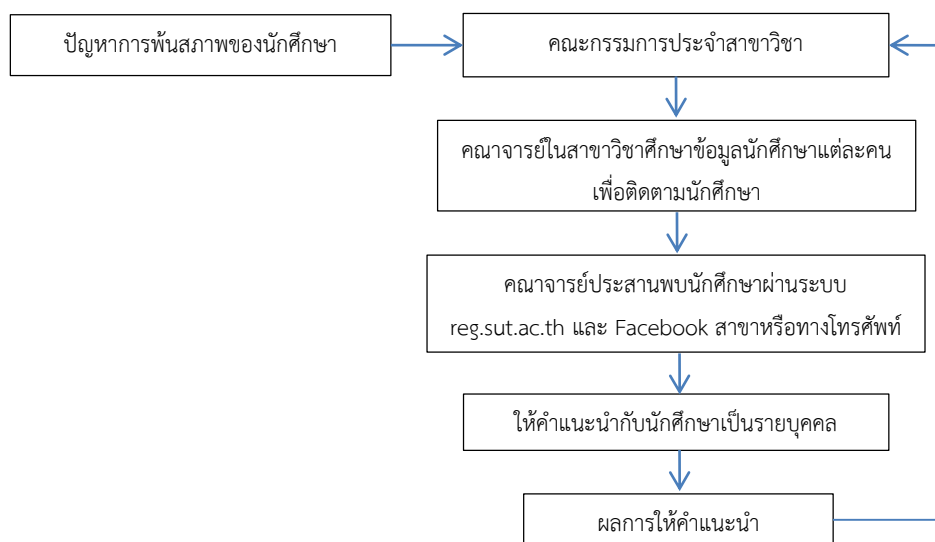 ปัญหาการพ้นสภาพของนักศึกษา
คณะกรรมการประจำสาขาวิชา
คณาจารย์ในสาขาวิชาศึกษาข้อมูลนักศึกษาแต่ละคน
เพื่อติดตามนักศึกษา
คณาจารย์ประสานพบนักศึกษาผ่านระบบ
reg.sut.ac.th และ Facebook สาขาหรือทางโทรศัพท์
ให้คำแนะนำกับนักศึกษาเป็นรายบุคคล
ผลการให้คำแนะนำ